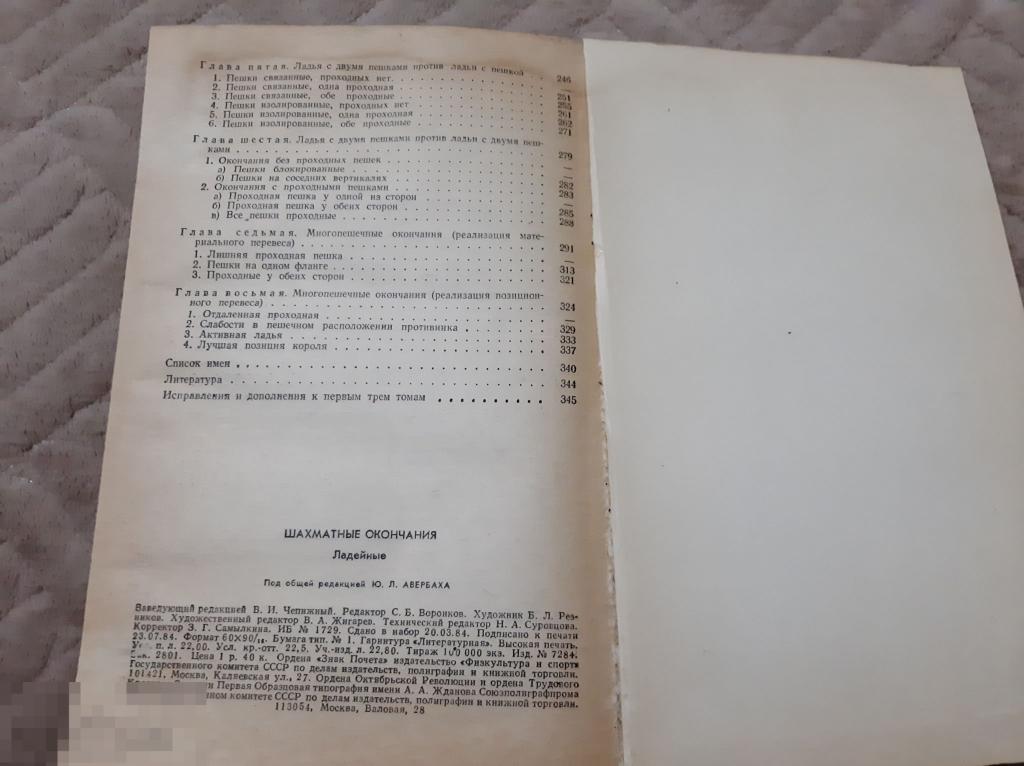 Глава пятая. Ладья с двумя пешками против ладьи с пешкой . . 246
1. Пешки связанные, проходных нет . . . . . . . . . . —
2. Пешки связанные, одна проходная . . . . . . . . . . 251
3. Пешки связанные, обе проходные . . . . . . . . . . 255
4. Пешки изолированные, проходных нет . . . . . . . . . . 261
5. Пешки изолированные, одна проходная . . . . . . . . . . 262
6. Пешки изолированные, обе проходные . . . . . . . . . . 271
Глава шестая. Ладья с двумя пешками против ладьи с двумя пеш-
ками . . . . . . . . . . 279
1. Окончания без проходных пешек . . . . . . . . . . —
а) Пешки блокированные . . . . . . . . . . —
б) Пешки на соседних вертикалях . . . . . . . . . . 282
2. Окончания с проходными пешками . . . . . . . . . . 283
а) Проходная пешка у одной из сторон . . . . . . . . . . —
б) Проходная пешка у обеих сторон . . . . . . . . . . 285
в) Все пешки проходные . . . . . . . . . . 288
Глава седьмая. Многопешечные окончания (реализация мате-
риального перевеса) . . . . . . . . . . 291
1. Лишняя проходная пешка . . . . . . . . . . —
2. Пешки на одном фланге . . . . . . . . . . 313
3. Проходные у обеих сторон . . . . . . . . . . 321
Глава восьмая. Многопешечные окончания (реализация позицион-
ного перевеса) . . . . . . . . . . 324
1. Отдаленная проходная . . . . . . . . . . —
2. Слабости в пешечном расположении противника . . . . . . . 329
3. Активная ладья . . . . . . . . . . 333
4. Лучшая позиция короля . . . . . . . . . . 337
Список имен . . . . . . . . . . 340
Литература . . . . . . . . . . 344
Исправления и дополнения к первым трем томам . . . . . . . . . . 345
ШАХМАТНЫЕ ОКОНЧАНИЯ
Ладейные
Под общей редакцией Ю. Л. АВЕРБАХА
Заведующий редакцией В. И. Чепижный. Редактор С. Б. Воронков. Художник Б. Л. Рез-
ников. Художественный редактор В. А. Жигарев. Технический редактор Н. А. Суровцова.
Корректор З. Г. Самылкина. ИБ № 1729. Сдано в набор 20.03.84. Подписано к печати
23.07.84. Формат 60X90/16. Бумага тип. № 1. Гарнитура «Литературная». Высокая печать.
п. л. 22,00. Усл. кр.-отт. 22,5. Уч.-изд. л. 22,80. Тираж 100 000 экз. Изд. № 7284.
2801. Цена 1 р. 40 к. Ордена «Знак Почета» издательство «Физкультура и спорт»
Государственного комитета СССР по делам издательств, полиграфии и книжной торговли.
101421, Москва, Каляевская ул., 27. Ордена Октябрьской Революции и ордена Трудового
Первая Образцовая типография имени А. А. Жданова Союзполиграфпрома
комитете СССР по делам издательств, полиграфии и книжной торговли.
113054, Москва, Валовая, 28